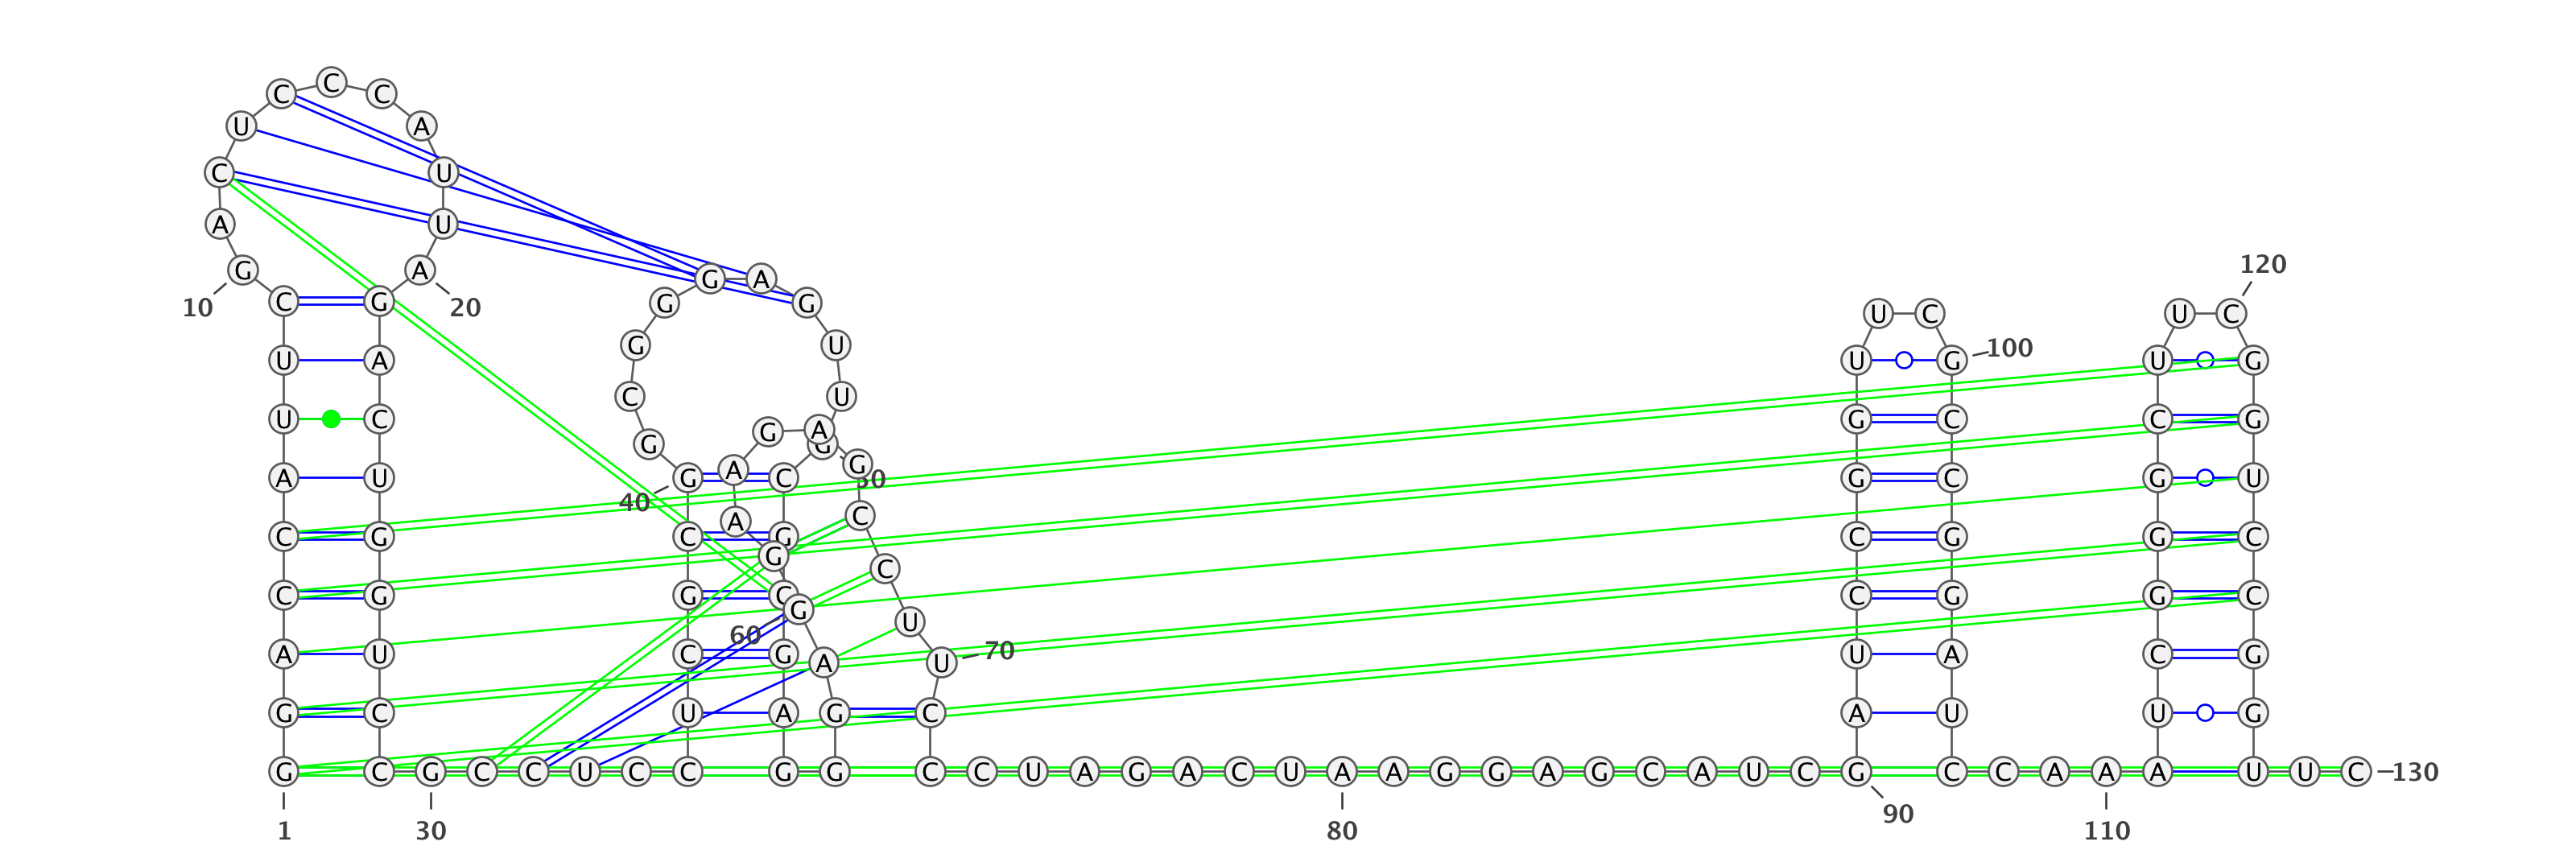 C
C C
U A
C U
A U
120
G A
G A
C G G G
10 20
U C U C
G U 100
U A U G U G
C U
U C G C C G
G A
G G
A G
A U G C G C G U
50
40
C
A
C G C G C G G C
G
C
C G G C C G G C
G
U
60
A U C G U A C G
A U 70
G C U A G C A U U G
G C G C C U C C G G C C U A G A C U A A G G A G C A U C G C C A A A U U C 130
90
1 30 80 110